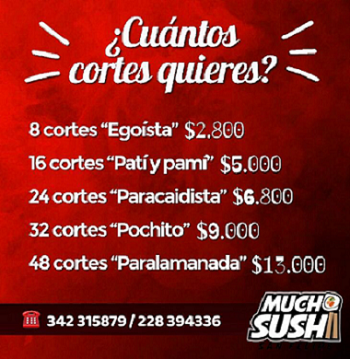 ¿Cuántos
cortes quieres?
8 cortes “Egoísta” $2.800
16 cortes “Patí y pamí” $5.000
24 cortes “Paracaidista” $6.800
32 cortes “Pochito” $9.000
48 cortes “Paralamanada” $13.000
342 315879 / 228 394336
MUCHO
SUSHI